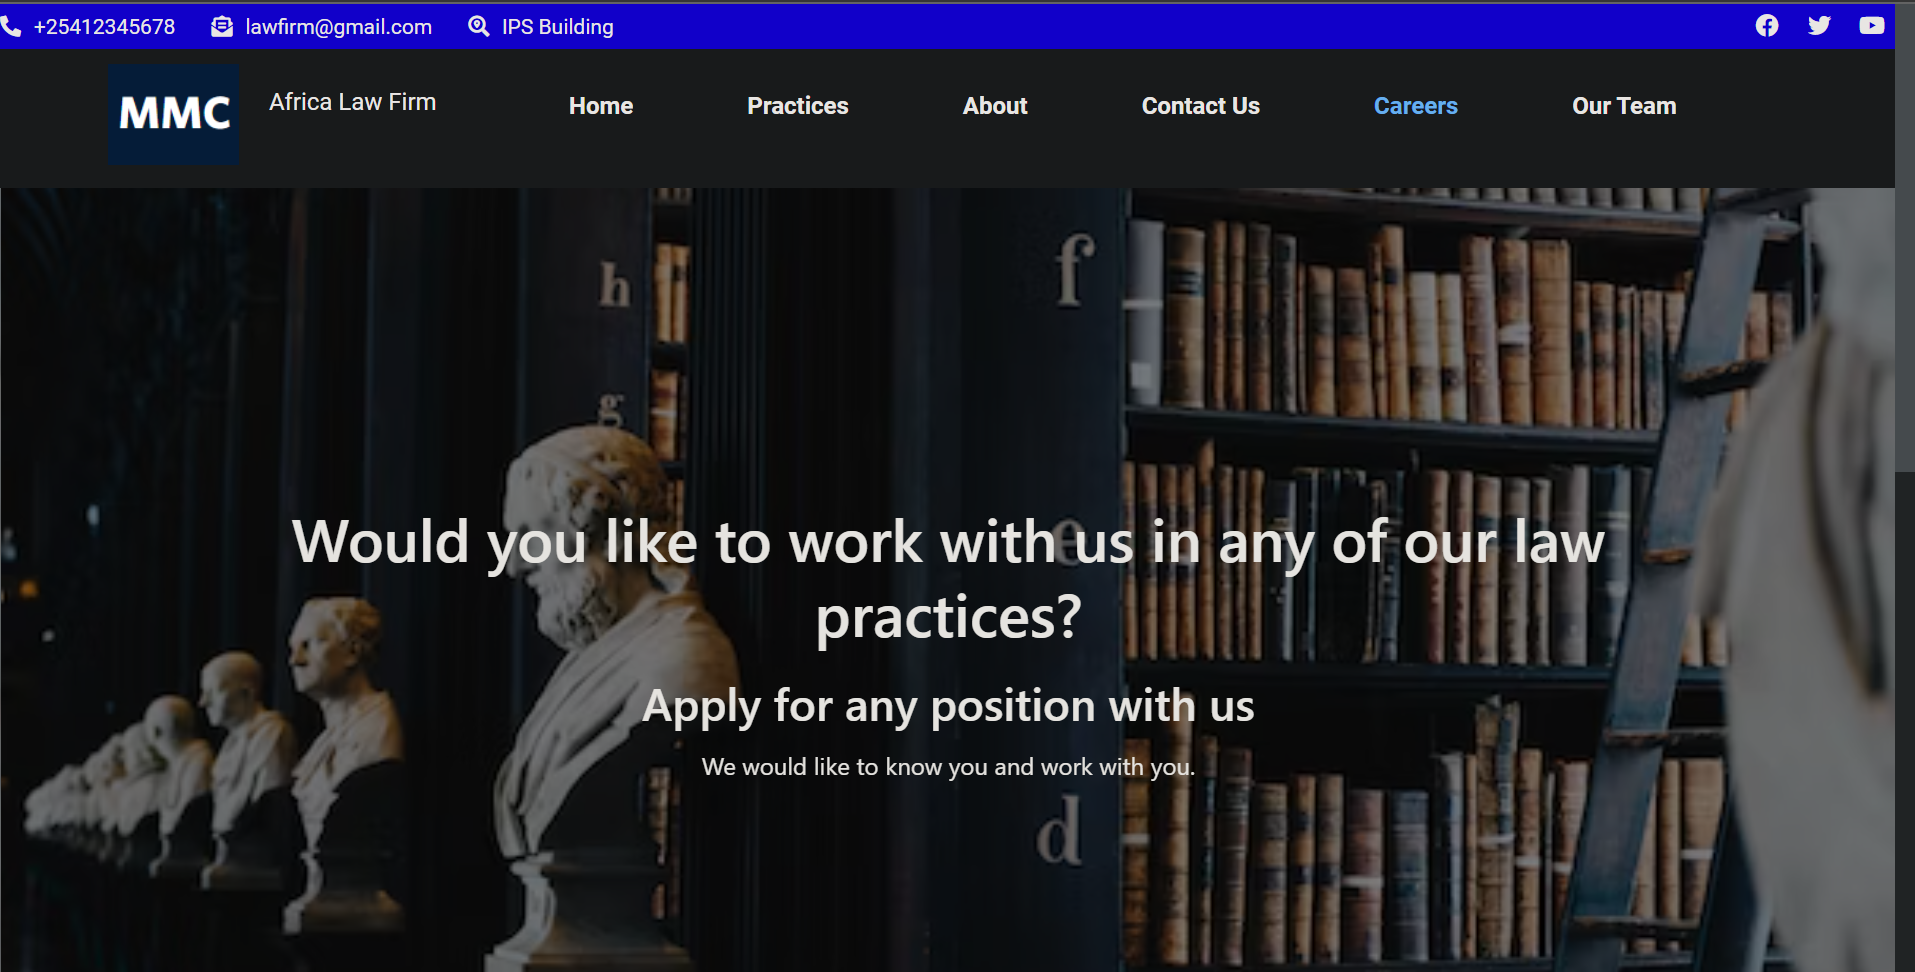 +25412345678 lawfirm@gmail.com IPS Building
MMC Africa Law Firm Home Practices About Contact Us Careers Our Team
h
f
g
e
Would you like to work with us in any of our law
practices?
Apply for any position with us
We would like to know you and work with you.
d